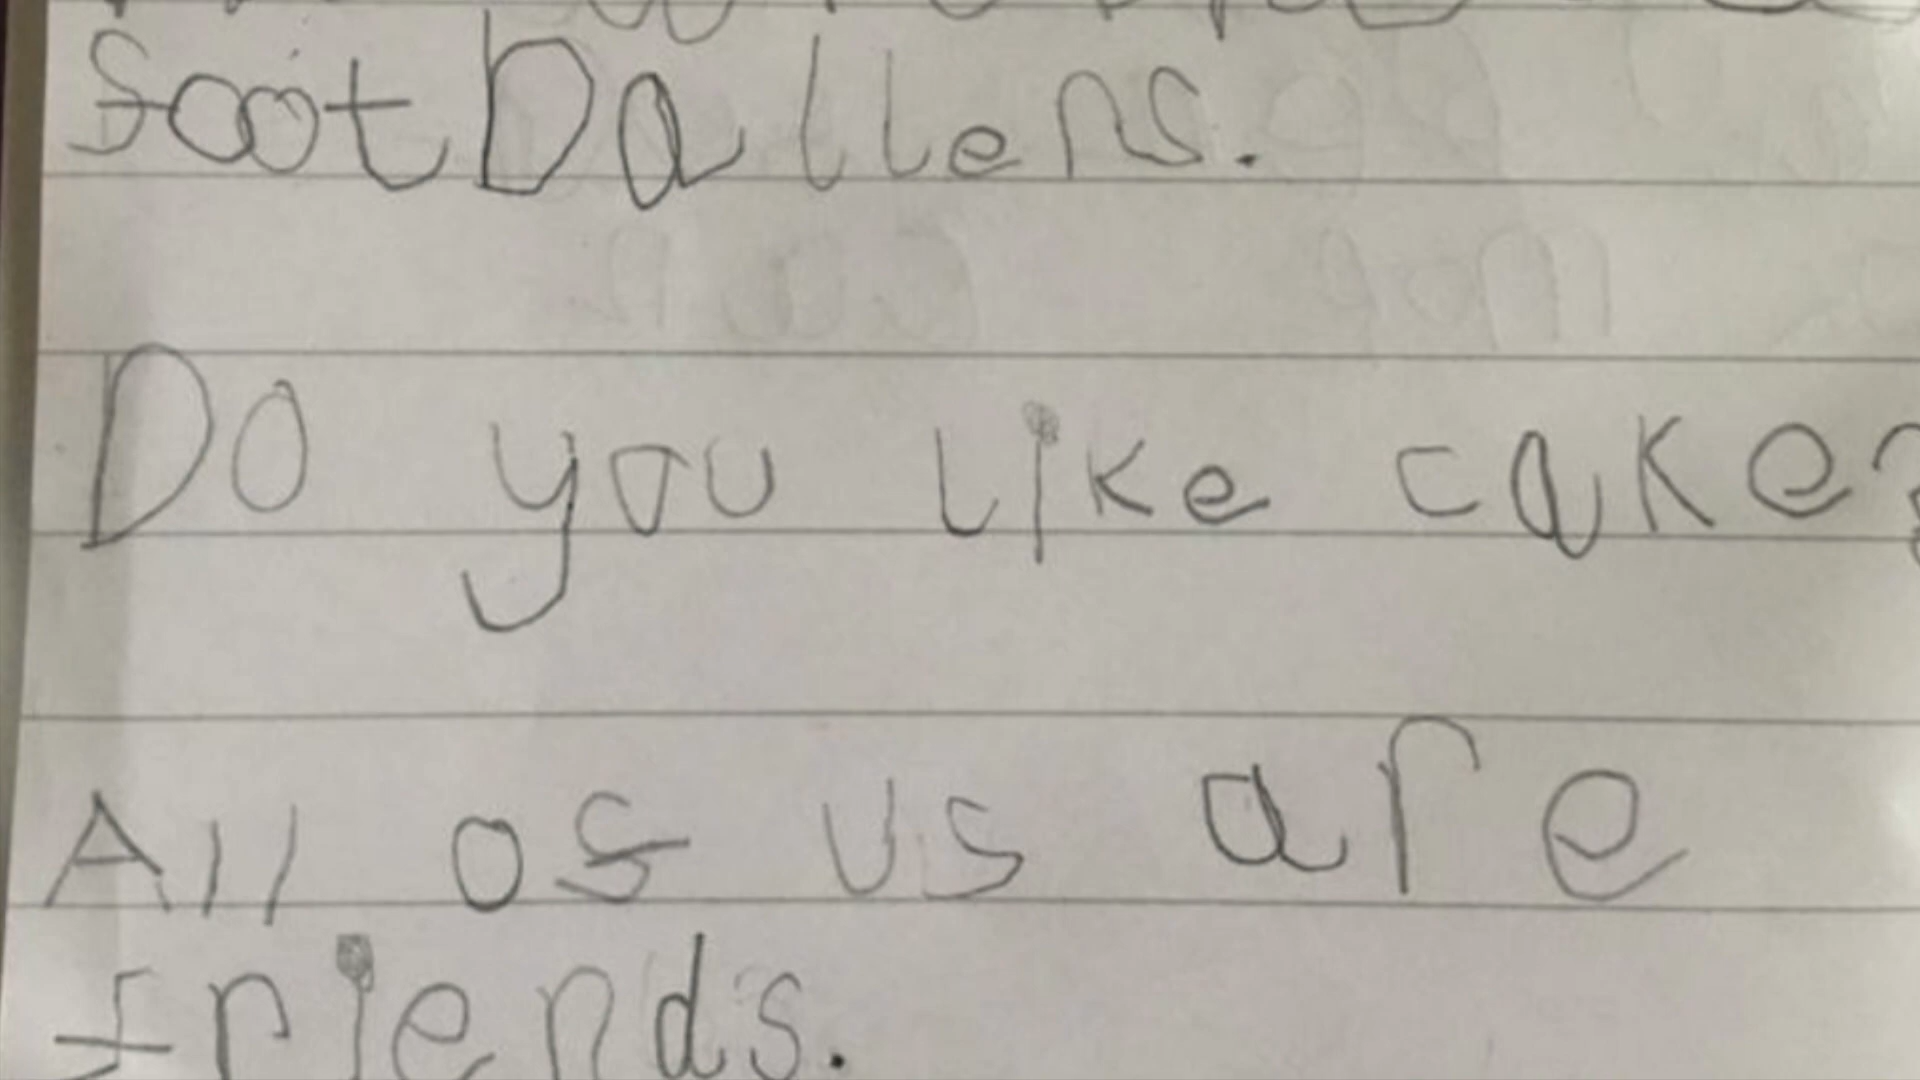 footballers.
Do you like cake?
All of us are
friends.